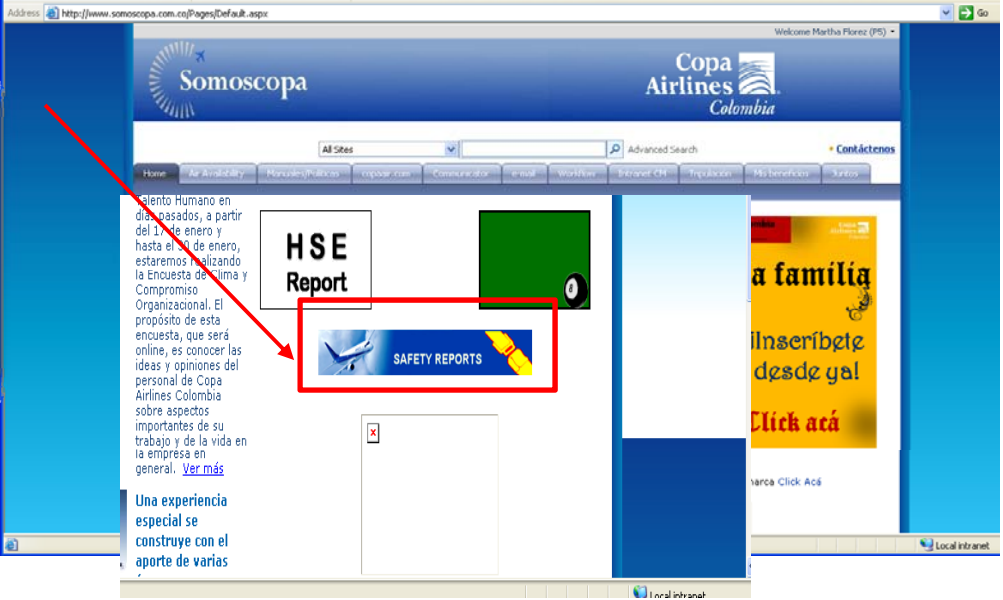 Address http://www.somoscopa.com.co/Pages/Default.aspx Go
Welcome Martha Florez (PS)
Somoscopa
Copa
Airlines
Colombia
All Sites Advanced Search Contáctenos
Home Air Availability Manuales/Políticas copaair.com Communicator e-mail Workflow Intranet CM Tripulación Mis beneficios Juntos
Talento Humano en
días pasados, a partir
del 17 de enero y
hasta el 30 de enero,
estaremos realizando
la Encuesta de Clima y
Compromiso
Organizacional. El
propósito de esta
encuesta, que será
online, es conocer las
ideas y opiniones del
personal de Copa
Airlines Colombia
sobre aspectos
importantes de su
trabajo y de la vida en
la empresa en
general. Ver más
Una experiencia
especial se
construye con el
aporte de varias
HSE
Report
8
SAFETY REPORTS
a familia
¡Inscríbete
desde ya!
Click acá
marca Click Acá
Local intranet
Local intranet